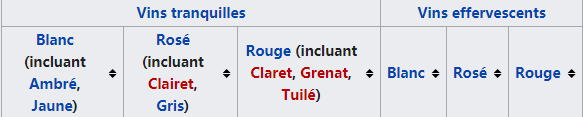 Vins tranquilles
Vins effervescents
Blanc
(incluant
Ambré,
Jaune)
Rosé
(incluant
Clairet,
Gris)
Rouge (incluant
Claret, Grenat,
Tuilé)
Blanc
Rosé
Rouge